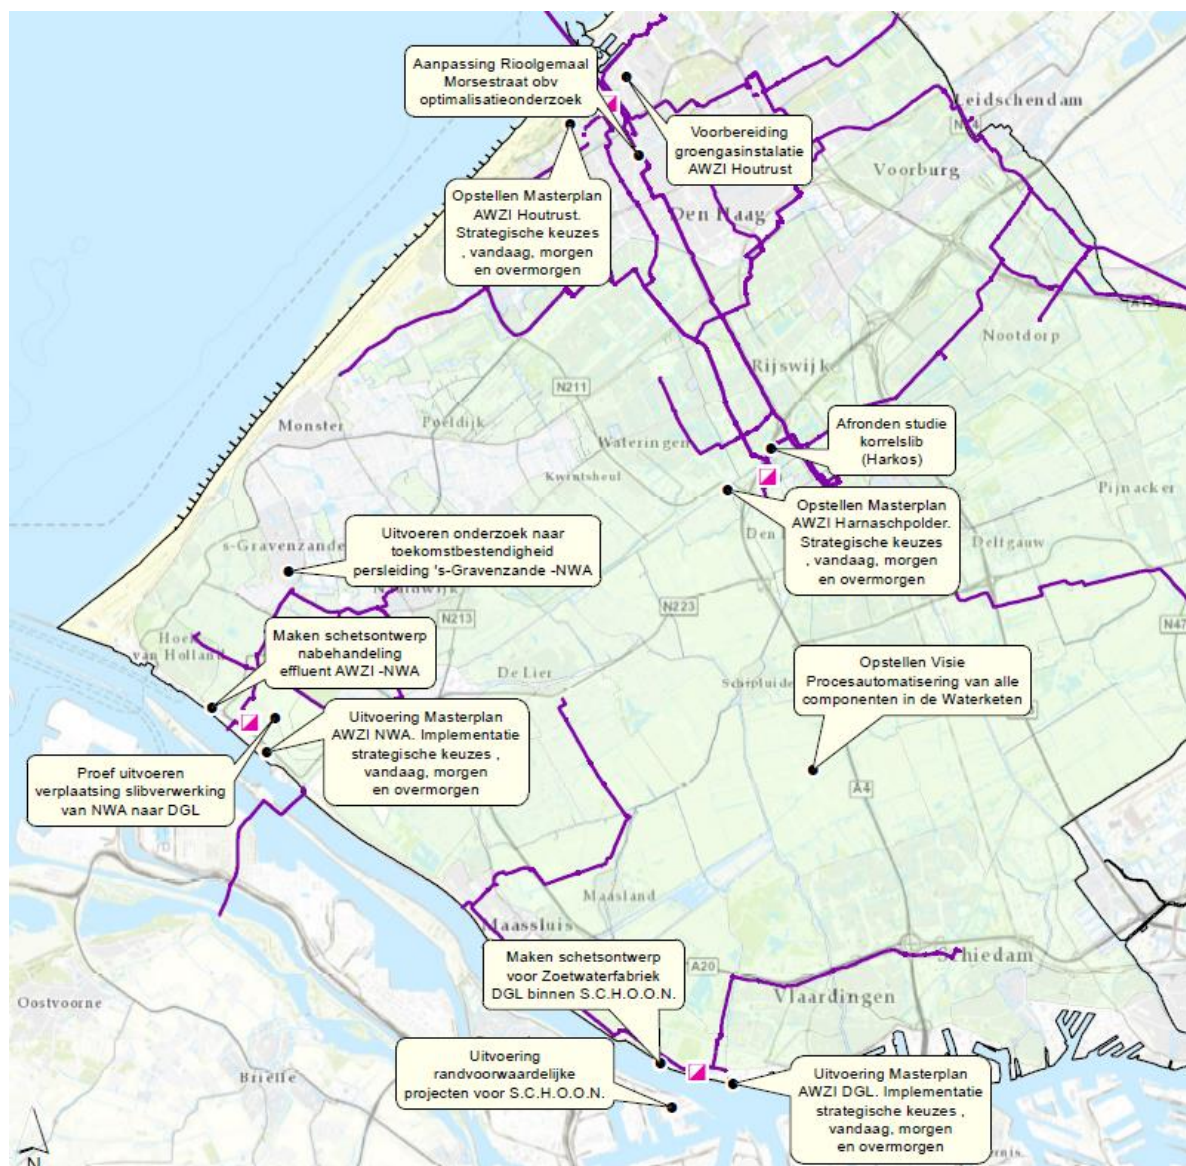 Aanpassing Rioolgemaal
Morsestraat obv
optimalisatieonderzoek
Leidschendam
Voorbereiding
groengasinstalatie
AWZI Houtrust
Voorburg
Opstellen Masterplan
AWZI Houtrust.
Strategische keuzes
, vandaag, morgen
en overmorgen
Den Haag
Nootdorp
Rijswijk
N211
Monster
Poeldijk
Wateringen
Afronden studie
korrelslib
(Harkos)
Kwintsheul
Pijnacker
Opstellen Masterplan
AWZI Harnaschpolder.
Strategische keuzes
, vandaag, morgen
en overmorgen
Den
Delfgauw
Uitvoeren onderzoek naar
toekomstbestendigheid
persleiding 's-Gravenzande -NWA
s-Gravenzande
N213
N223
N47
Maken schetsontwerp
nabehandeling
effluent AWZI -NWA
Hoek
van Holland
De Lier
Schipluide
Opstellen Visie
Procesautomatisering van alle
componenten in de Waterketen
Uitvoering Masterplan
AWZI NWA. Implementatie
strategische keuzes ,
vandaag, morgen
en overmorgen
Proef uitvoeren
verplaatsing slibverwerking
van NWA naar DGL
A4
Maasland
Maassluis
Maken schetsontwerp
voor Zoetwaterfabriek
DGL binnen S.C.H.O.O.N.
A20
Schiedam
Vlaardingen
Oostvoorne
Uitvoering
randvoorwaardelijke
projecten voor S.C.H.O.O.N.
Brielle
Uitvoering Masterplan
AWZI DGL. Implementatie
strategische keuzes ,
vandaag, morgen
en overmorgen
N